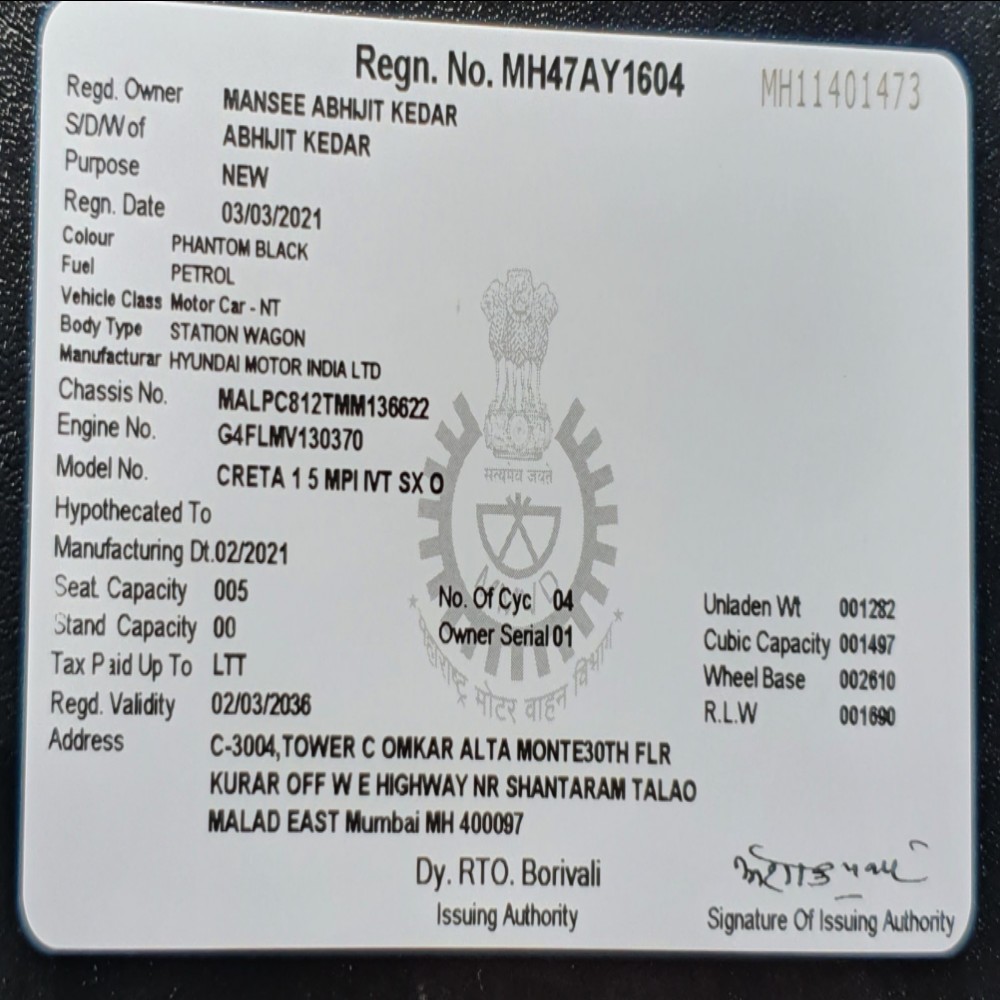 Regn. No. MH47AY1604
MH11401473
Regd. Owner MANSEE ABHIJIT KEDAR
S/D/W of ABHIJIT KEDAR
Purpose NEW
Regn. Date 03/03/2021
Colour PHANTOM BLACK
Fuel PETROL
Vehicle Class Motor Car - NT
Body Type STATION WAGON
Manufacturar HYUNDAI MOTOR INDIA LTD
Chassis No. MALPC812TMM136622
Engine No. G4FLMV130370
Model No. CRETA 1 5 MPI IVT SX O
सत्यमेव जयते
Hypothecated To
Manufacturing Dt.02/2021
Seat Capacity 005 No. Of Cyc 04 Unladen Wt 001282
Stand Capacity 00 Owner Serial 01 Cubic Capacity 001497
Tax Paid Up To LTT Wheel Base 002610
Regd. Validity 02/03/2036 R.L.W 001690
महाराष्ट्र मोटर वाहन विभाग
Address C-3004,TOWER C OMKAR ALTA MONTE30TH FLR
KURAR OFF W E HIGHWAY NR SHANTARAM TALAO
MALAD EAST Mumbai MH 400097
Dy. RTO. Borivali
Issuing Authority
Signature Of Issuing Authority